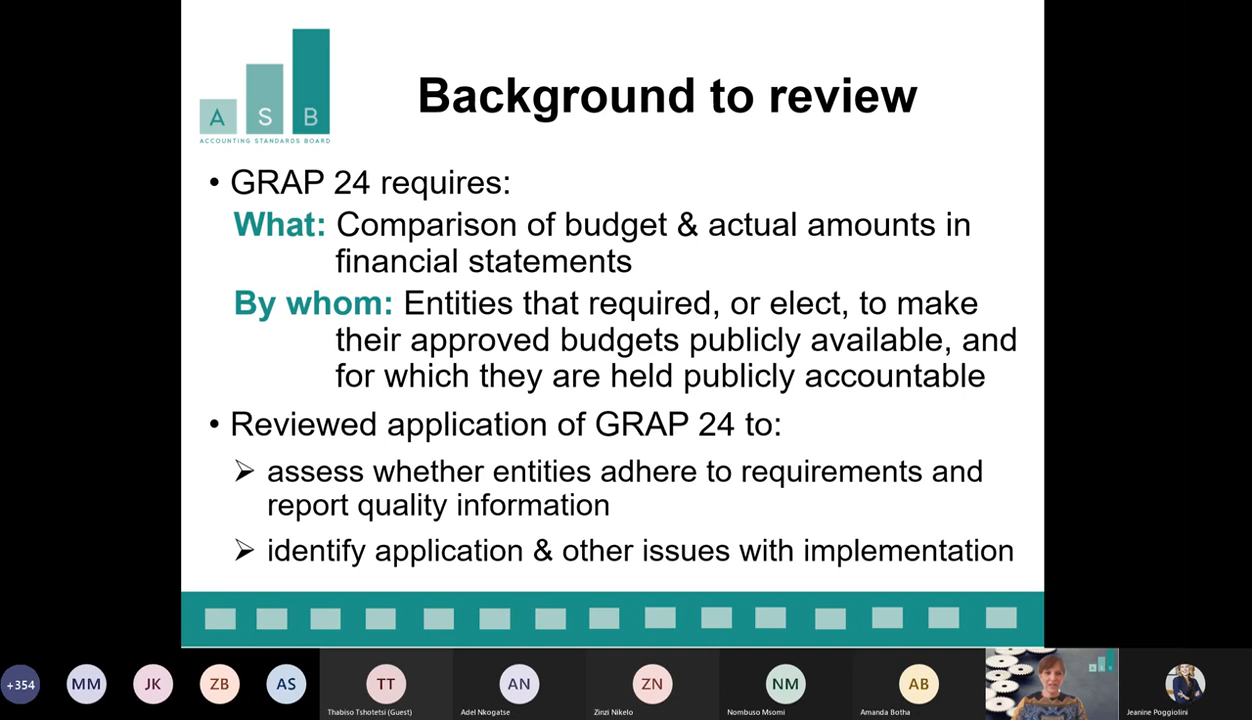 A S B
ACCOUNTING STANDARDS BOARD
Background to review
• GRAP 24 requires:
What: Comparison of budget & actual amounts in
financial statements
By whom: Entities that required, or elect, to make
their approved budgets publicly available, and
for which they are held publicly accountable
• Reviewed application of GRAP 24 to:
➢ assess whether entities adhere to requirements and
report quality information
➢ identify application & other issues with implementation
+354
MM
JK
ZB
AS
TT
Thabiso Tshotetsi (Guest)
AN
Adel Nkogatse
ZN
Zinzi Nikelo
NM
Nombuso Msomi
AB
Amanda Botha
Jeanine Poggiolini